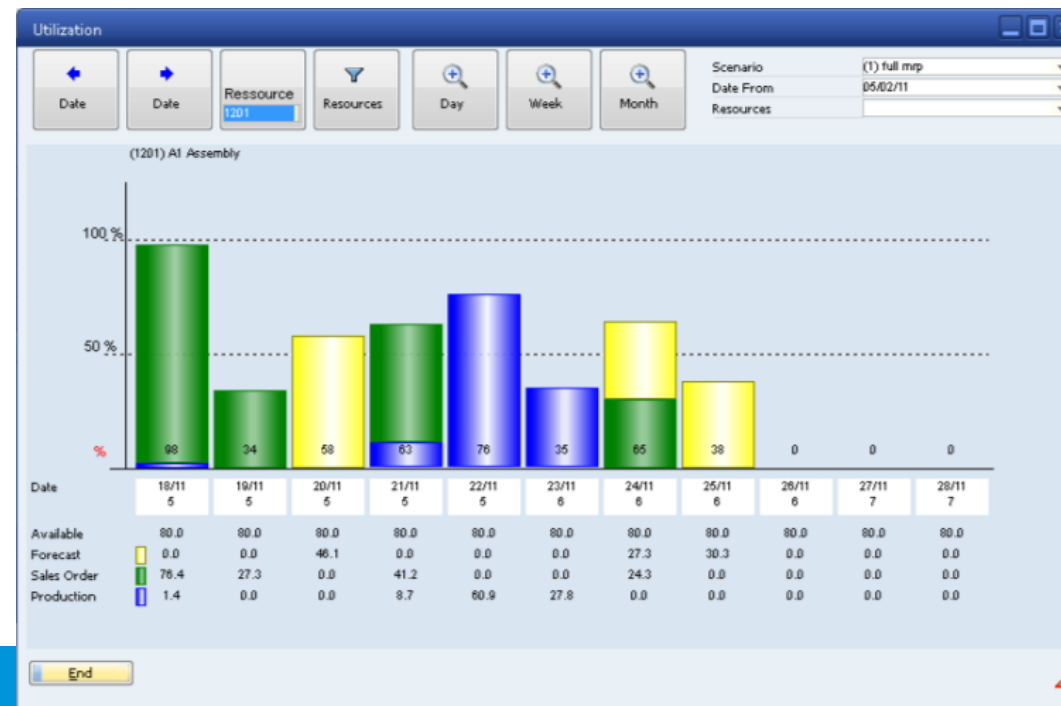 Utilization
Date
Date
Ressource
1201
Resources
Day
Week
Month
Scenario (1) full mrp
Date From 05/02/11
Resources
(1201) A1 Assembly
100 %
50 %
% 98 34 58 63 76 35 65 38 0 0 0
Date 18/11 19/11 20/11 21/11 22/11 23/11 24/11 25/11 26/11 27/11 28/11
5 5 5 5 5 6 6 6 6 7 7
Available 80.0 80.0 80.0 80.0 80.0 80.0 80.0 80.0 80.0 80.0 80.0
Forecast 0.0 0.0 46.1 0.0 0.0 0.0 27.3 30.3 0.0 0.0 0.0
Sales Order 76.4 27.3 0.0 41.2 0.0 0.0 24.3 0.0 0.0 0.0 0.0
Production 1.4 0.0 0.0 8.7 60.9 27.8 0.0 0.0 0.0 0.0 0.0
End